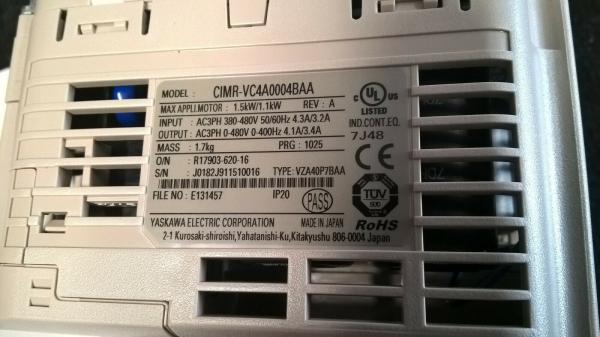 MODEL : CIMR-VC4A0004BAA
MAX APPLI.MOTOR : 1.5kW/1.1kW REV : A
INPUT : AC3PH 380-480V 50/60Hz 4.3A/3.2A
OUTPUT : AC3PH 0-480V 0-400Hz 4.1A/3.4A
MASS : 1.7kg PRG : 1025
O/N : R17903-620-16
S/N : J0182J911510016 TYPE: VZA40P7BAA
FILE NO : E131457 IP20 PASS
YASKAWA ELECTRIC CORPORATION MADE IN JAPAN
2-1 Kurosaki-shiroishi,Yahatanishi-Ku,Kitakyushu 806-0004 Japan
C UL US
LISTED
IND.CONT.EQ.
7J48
CE
TÜV
RoHS